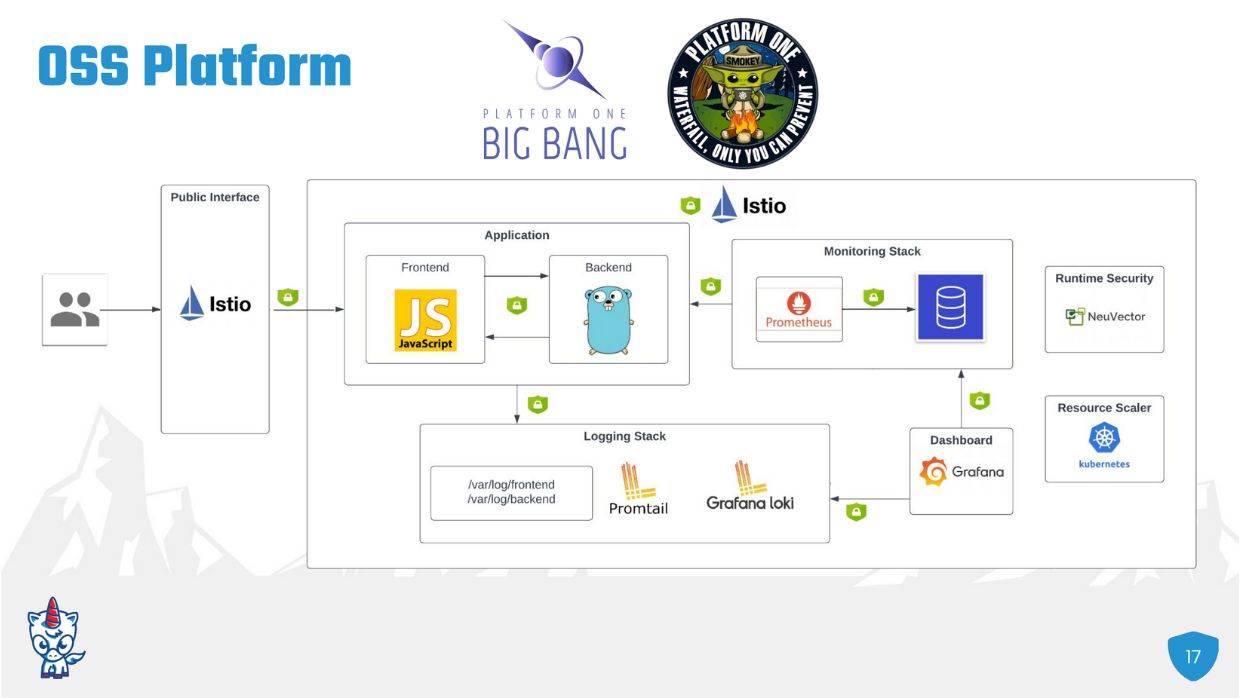 OSS Platform
PLATFORM ONE
BIG BANG
PLATFORM ONE
SMOKEY
WATERFALL, ONLY YOU CAN PREVENT
Public Interface
Istio
Istio
Application
Frontend
JS
JavaScript
Backend
Monitoring Stack
Prometheus
Runtime Security
NeuVector
Resource Scaler
kubernetes
Logging Stack
/var/log/frontend
/var/log/backend
Promtail
Grafana loki
Dashboard
Grafana
17